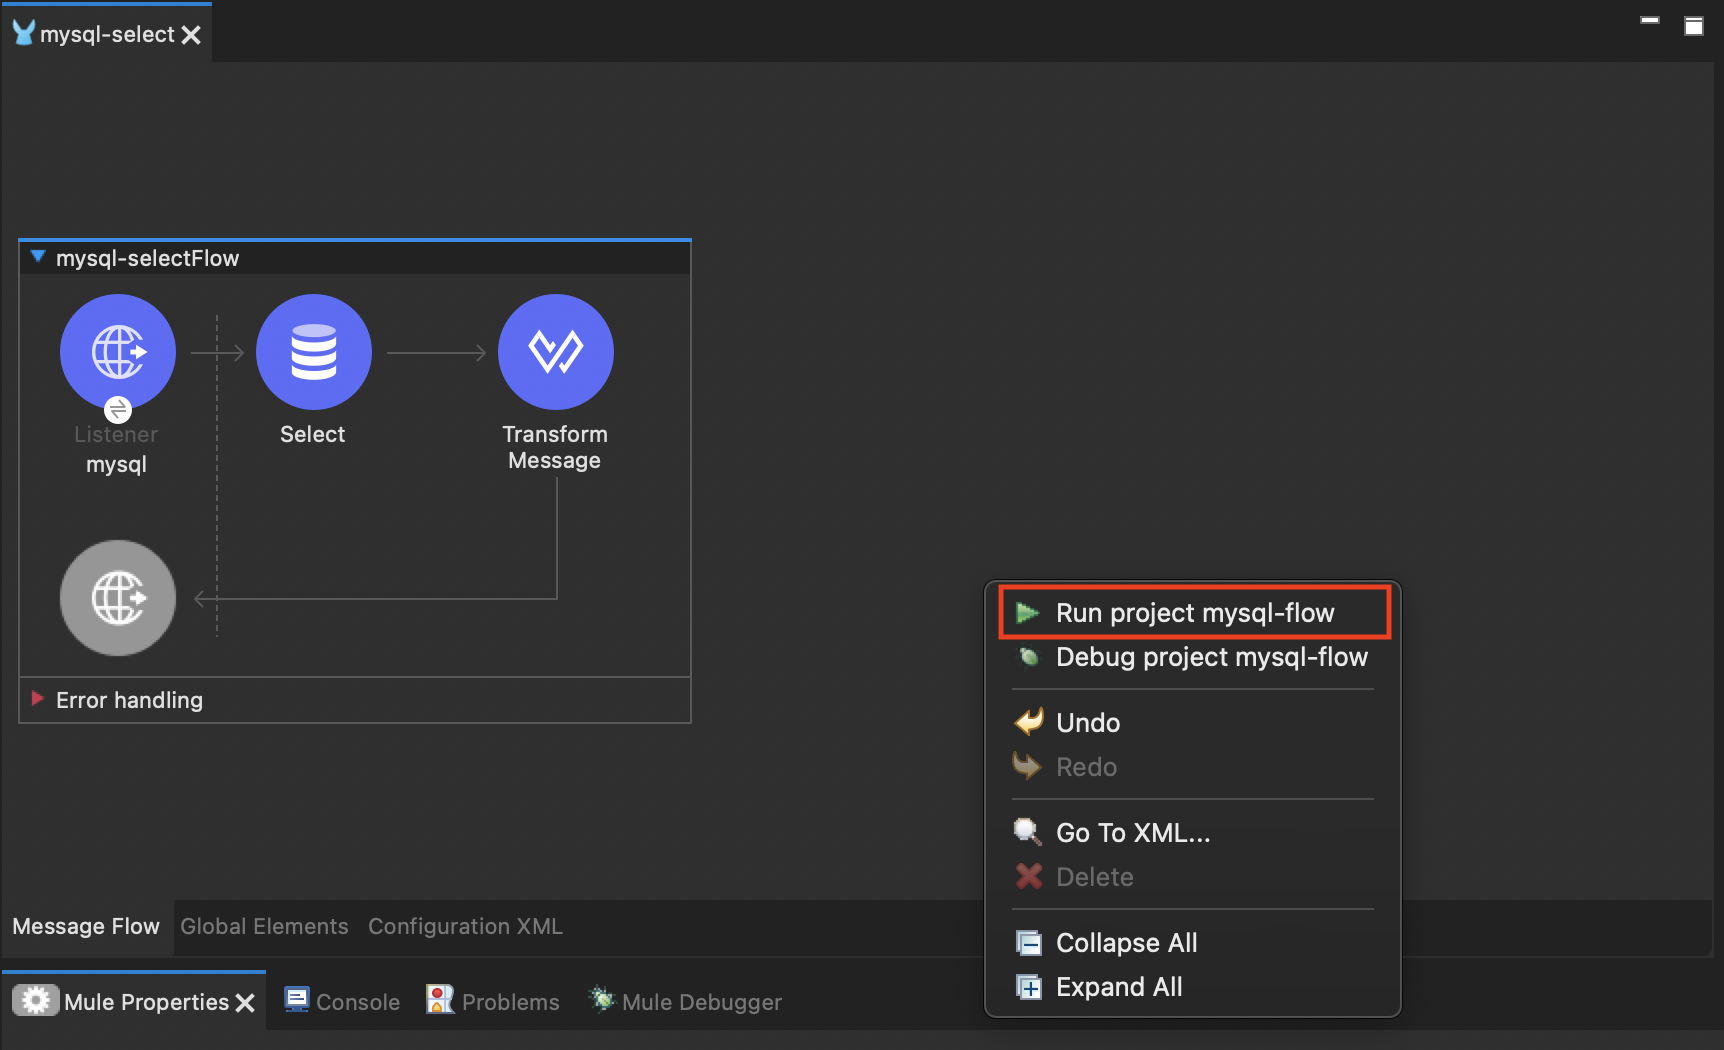 mysql-select
mysql-selectFlow
Listener
mysql
Select
Transform
Message
Error handling
Run project mysql-flow
Debug project mysql-flow
Undo
Redo
Go To XML...
Delete
Collapse All
Expand All
Message Flow
Global Elements
Configuration XML
Mule Properties
Console
Problems
Mule Debugger